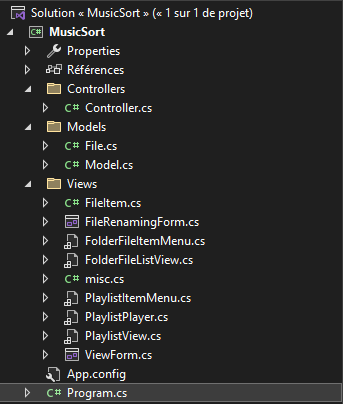 Solution « MusicSort » (« 1 sur 1 de projet)
C# MusicSort
Properties
Références
Controllers
C# Controller.cs
Models
C# File.cs
C# Model.cs
Views
C# FileItem.cs
FileRenamingForm.cs
FolderFileItemMenu.cs
FolderFileListView.cs
C# misc.cs
PlaylistItemMenu.cs
PlaylistPlayer.cs
PlaylistView.cs
ViewForm.cs
App.config
C# Program.cs